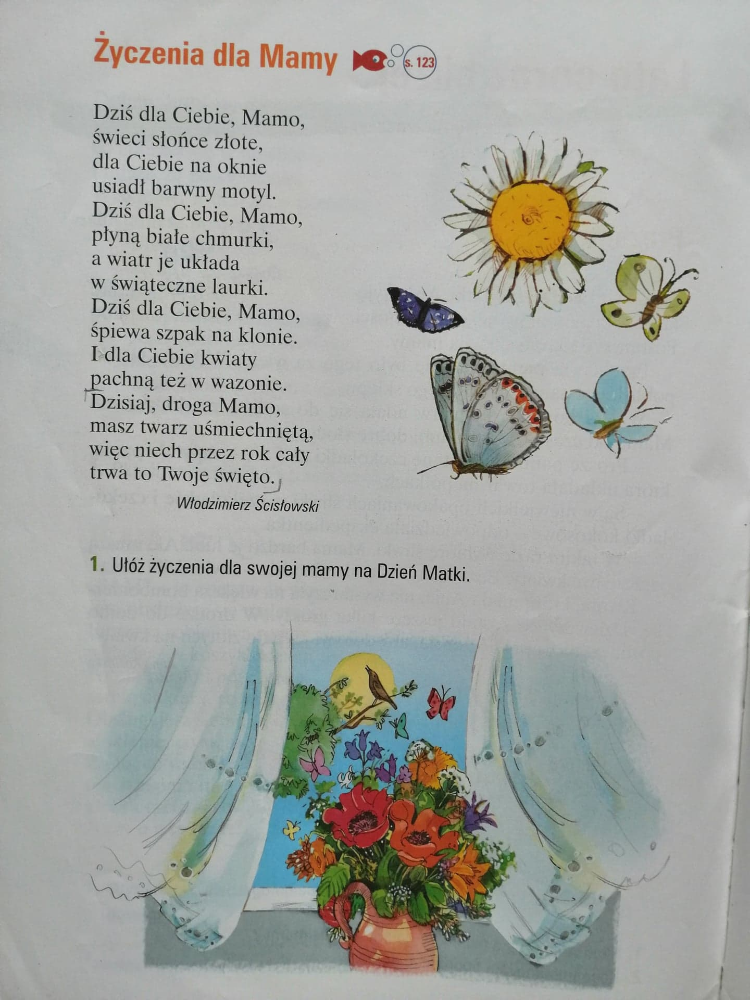 Życzenia dla Mamy
s. 123
Dziś dla Ciebie, Mamo,
świeci słońce złote,
dla Ciebie na oknie
usiadł barwny motyl.
Dziś dla Ciebie, Mamo,
płyną białe chmurki,
a wiatr je układa
w świąteczne laurki.
Dziś dla Ciebie, Mamo,
śpiewa szpak na klonie.
I dla Ciebie kwiaty
pachną też w wazonie.
Dzisiaj, droga Mamo,
masz twarz uśmiechniętą,
więc niech przez rok cały
trwa to Twoje święto.
Włodzimierz Ścisłowski
1. Ułóż życzenia dla swojej mamy na Dzień Matki.